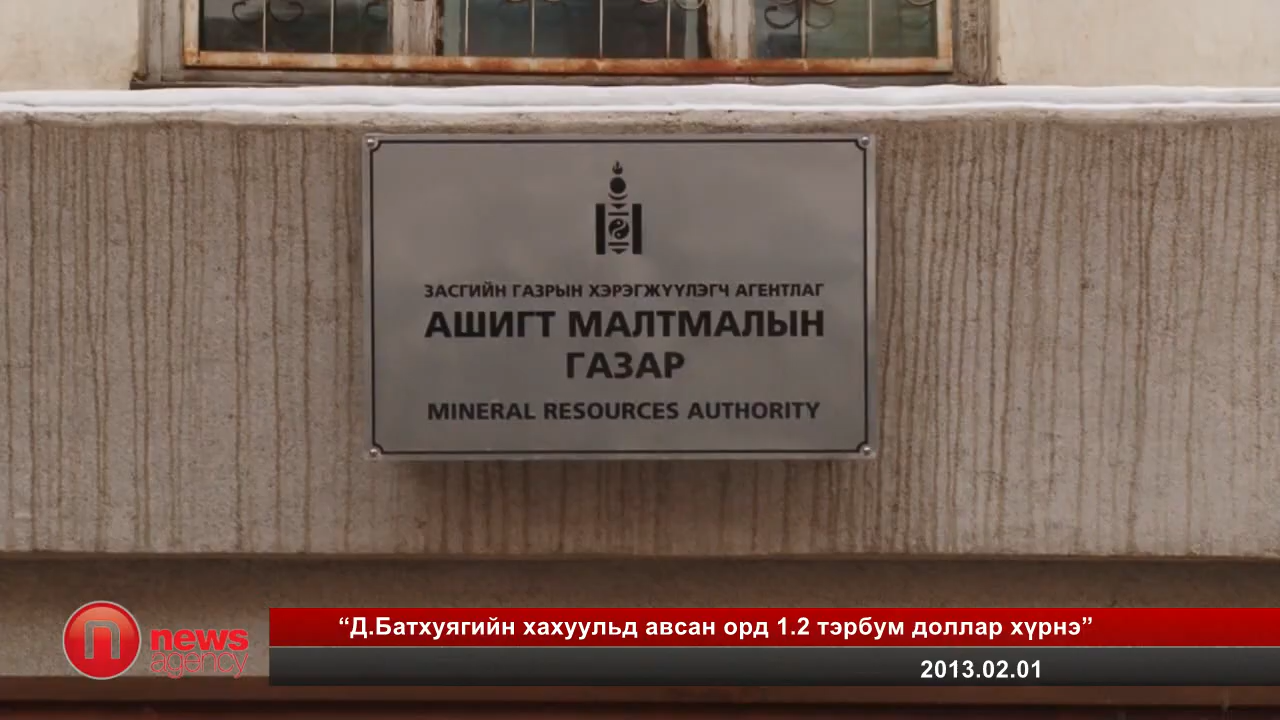 ЗАСГИЙН ГАЗРЫН ХЭРЭГЖҮҮЛЭГЧ АГЕНТЛАГ
АШИГТ МАЛТМАЛЫН
ГАЗАР
MINERAL RESOURCES AUTHORITY
n news
agency
“Д.Батхуягийн хахуульд авсан орд 1.2 тэрбум доллар хүрнэ”
2013.02.01